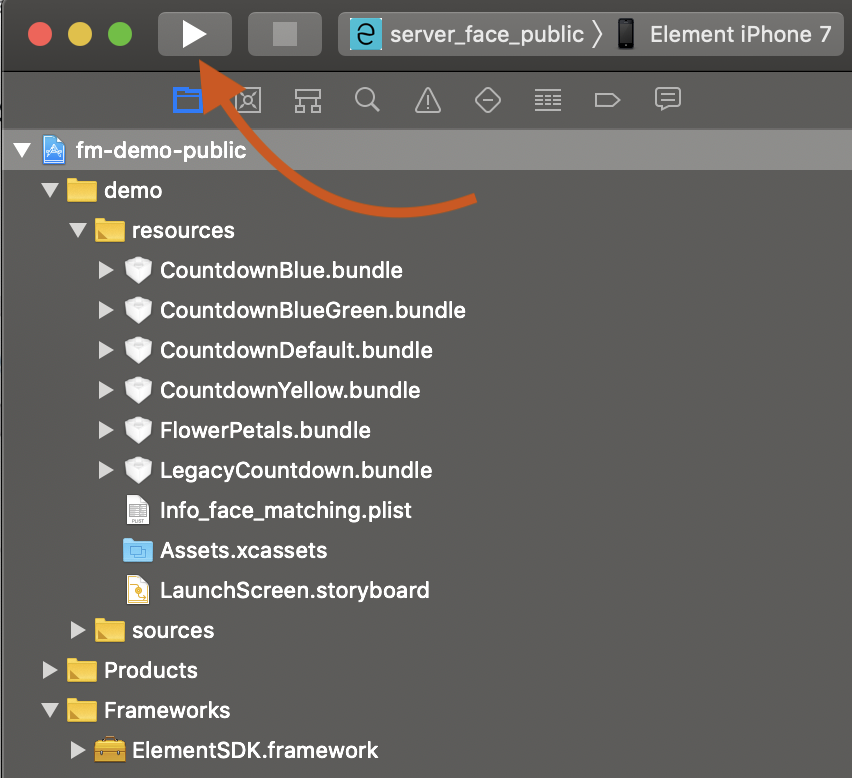 server_face_public 〉 Element iPhone 7
fm-demo-public
demo
resources
CountdownBlue.bundle
CountdownBlueGreen.bundle
CountdownDefault.bundle
CountdownYellow.bundle
FlowerPetals.bundle
LegacyCountdown.bundle
Info_face_matching.plist
Assets.xcassets
LaunchScreen.storyboard
sources
Products
Frameworks
ElementSDK.framework